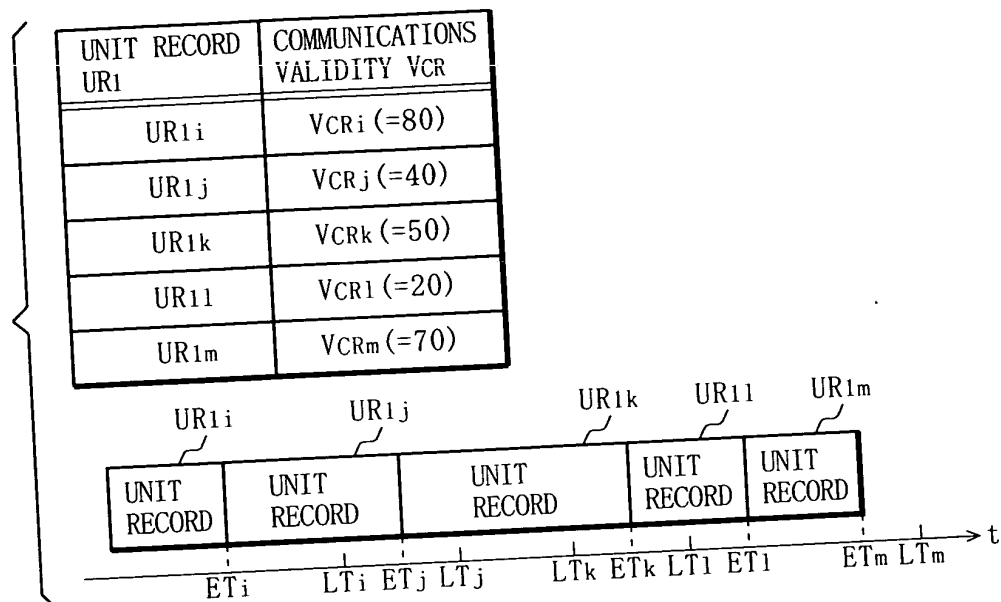 UNIT RECORD UR1 COMMUNICATIONS VALIDITY VCR
UR1i VCRi(=80)
UR1j VCRj(=40)
UR1k VCRk(=50)
UR1l VCRl(=20)
UR1m VCRm(=70)
UR1i UR1j UR1k UR1l UR1m
UNIT RECORD UNIT RECORD UNIT RECORD UNIT RECORD UNIT RECORD
ETi LTi ETj LTj LTk ETk LTl ETl ETm LTm t